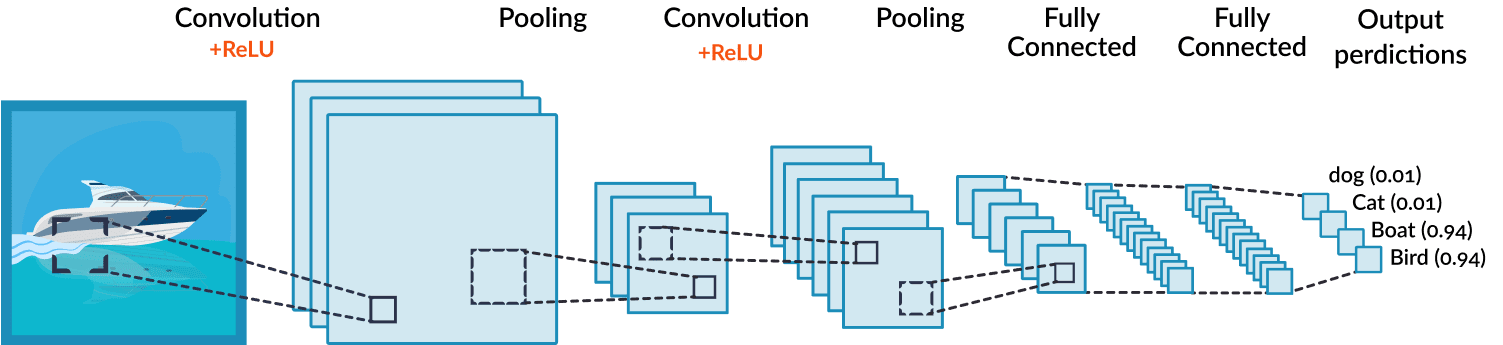 Convolution
+ReLU
Pooling
Convolution
+ReLU
Pooling
Fully
Connected
Fully
Connected
Output
perdictions
dog (0.01)
Cat (0.01)
Boat (0.94)
Bird (0.94)